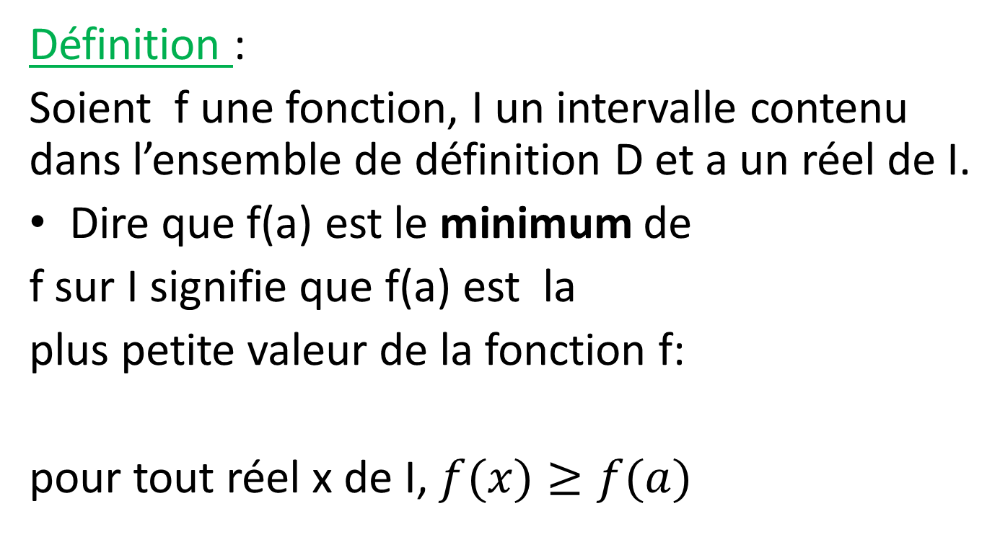 Définition :
Soient  f une fonction, I un intervalle contenu
dans l’ensemble de définition D et a un réel de I.
• Dire que f(a) est le minimum de
f sur I signifie que f(a) est  la
plus petite valeur de la fonction f:
pour tout réel x de I, 𝑓(𝑥) ≥ 𝑓(𝑎)